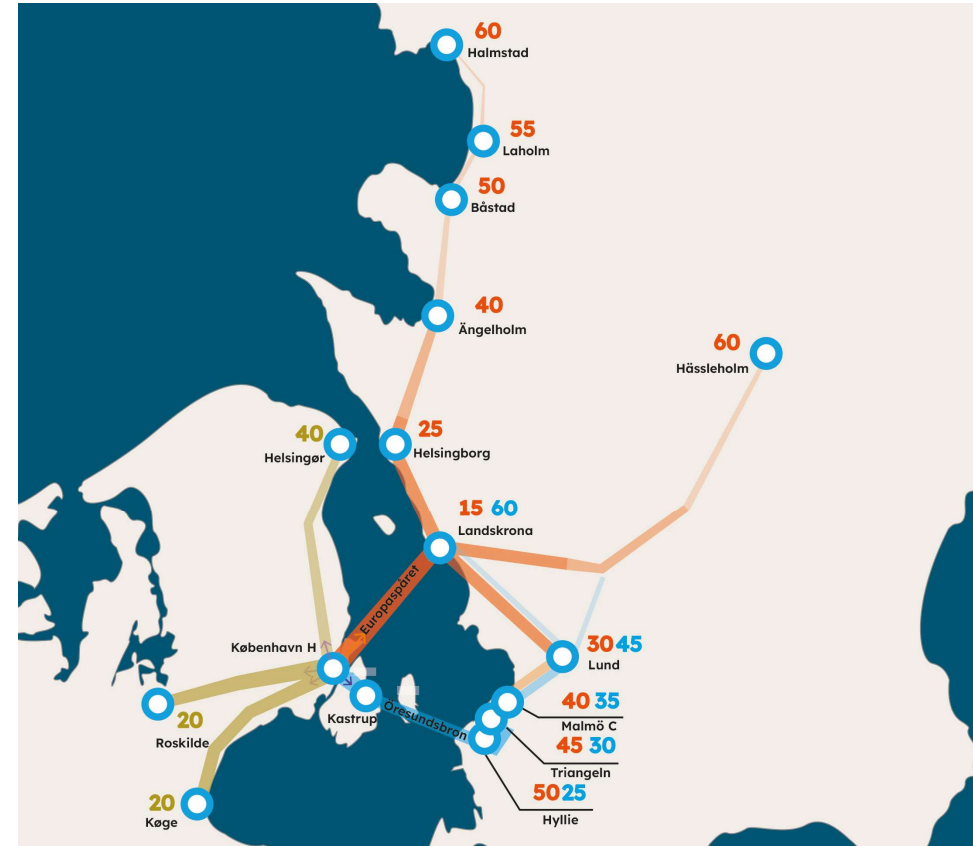 60
Halmstad
55
Laholm
50
Båstad
40
Ängelholm
60
Hässleholm
40
Helsingør
25
Helsingborg
15 60
Landskrona
Europaspåret
København H
30 45
Lund
Kastrup
Öresundsbron
20
Roskilde
40 35
Malmö C
45 30
Triangeln
50 25
Hyllie
20
Køge